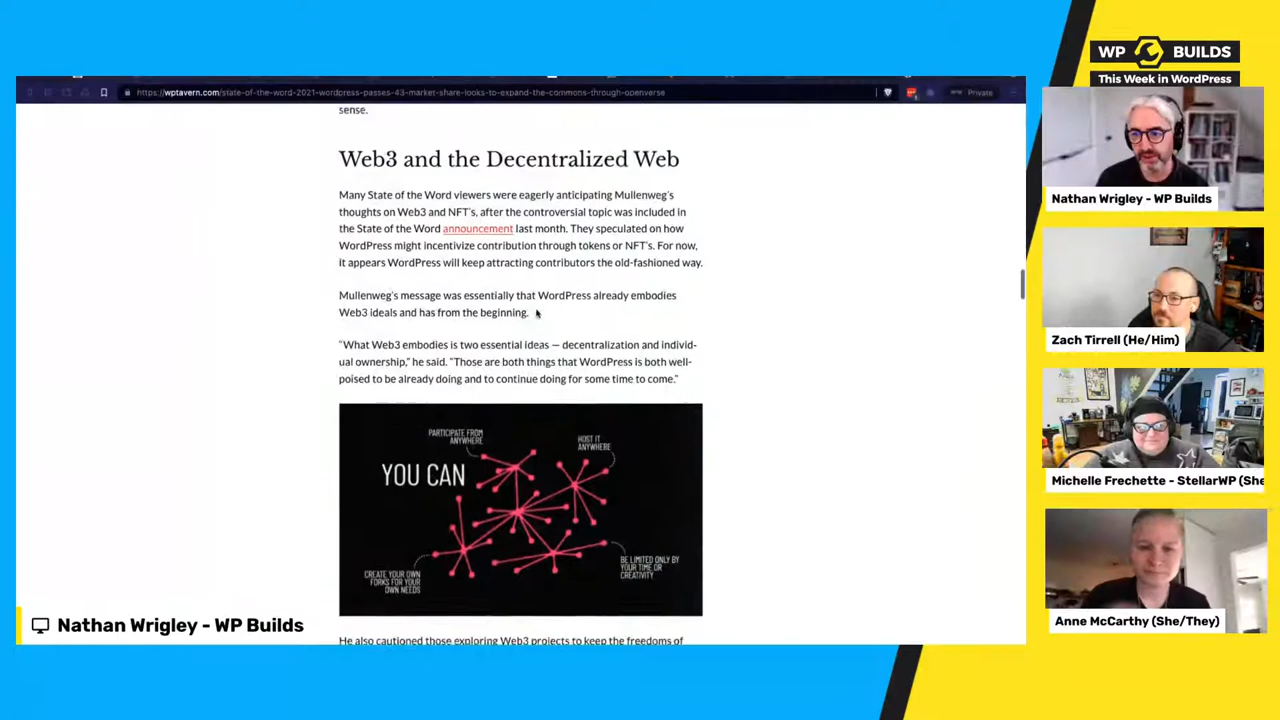 WP BUILDS
This Week in WordPress
https://wptavern.com/state-of-the-word-2021-wordpress-passes-43-market-share-looks-to-expand-the-commons-through-openverse
Private
sense.
Web3 and the Decentralized Web
Many State of the Word viewers were eagerly anticipating Mullenweg's
thoughts on Web3 and NFT's, after the controversial topic was included in
the State of the Word announcement last month. They speculated on how
WordPress might incentivize contribution through tokens or NFT's. For now,
it appears WordPress will keep attracting contributors the old-fashioned way.
Mullenweg's message was essentially that WordPress already embodies
Web3 ideals and has from the beginning.
"What Web3 embodies is two essential ideas — decentralization and individ-
ual ownership," he said. "Those are both things that WordPress is both well-
poised to be already doing and to continue doing for some time to come."
YOU CAN
PARTICIPATE FROM
ANYWHERE
HOST IT
ANYWHERE
CREATE YOUR OWN
FORKS FOR YOUR
OWN NEEDS
BE LIMITED ONLY BY
YOUR TIME OR
CREATIVITY
He also cautioned those exploring Web3 projects to keep the freedoms of
Nathan Wrigley - WP Builds
Nathan Wrigley - WP Builds
Zach Tirrell (He/Him)
Michelle Frechette - StellarWP (She
Anne McCarthy (She/They)